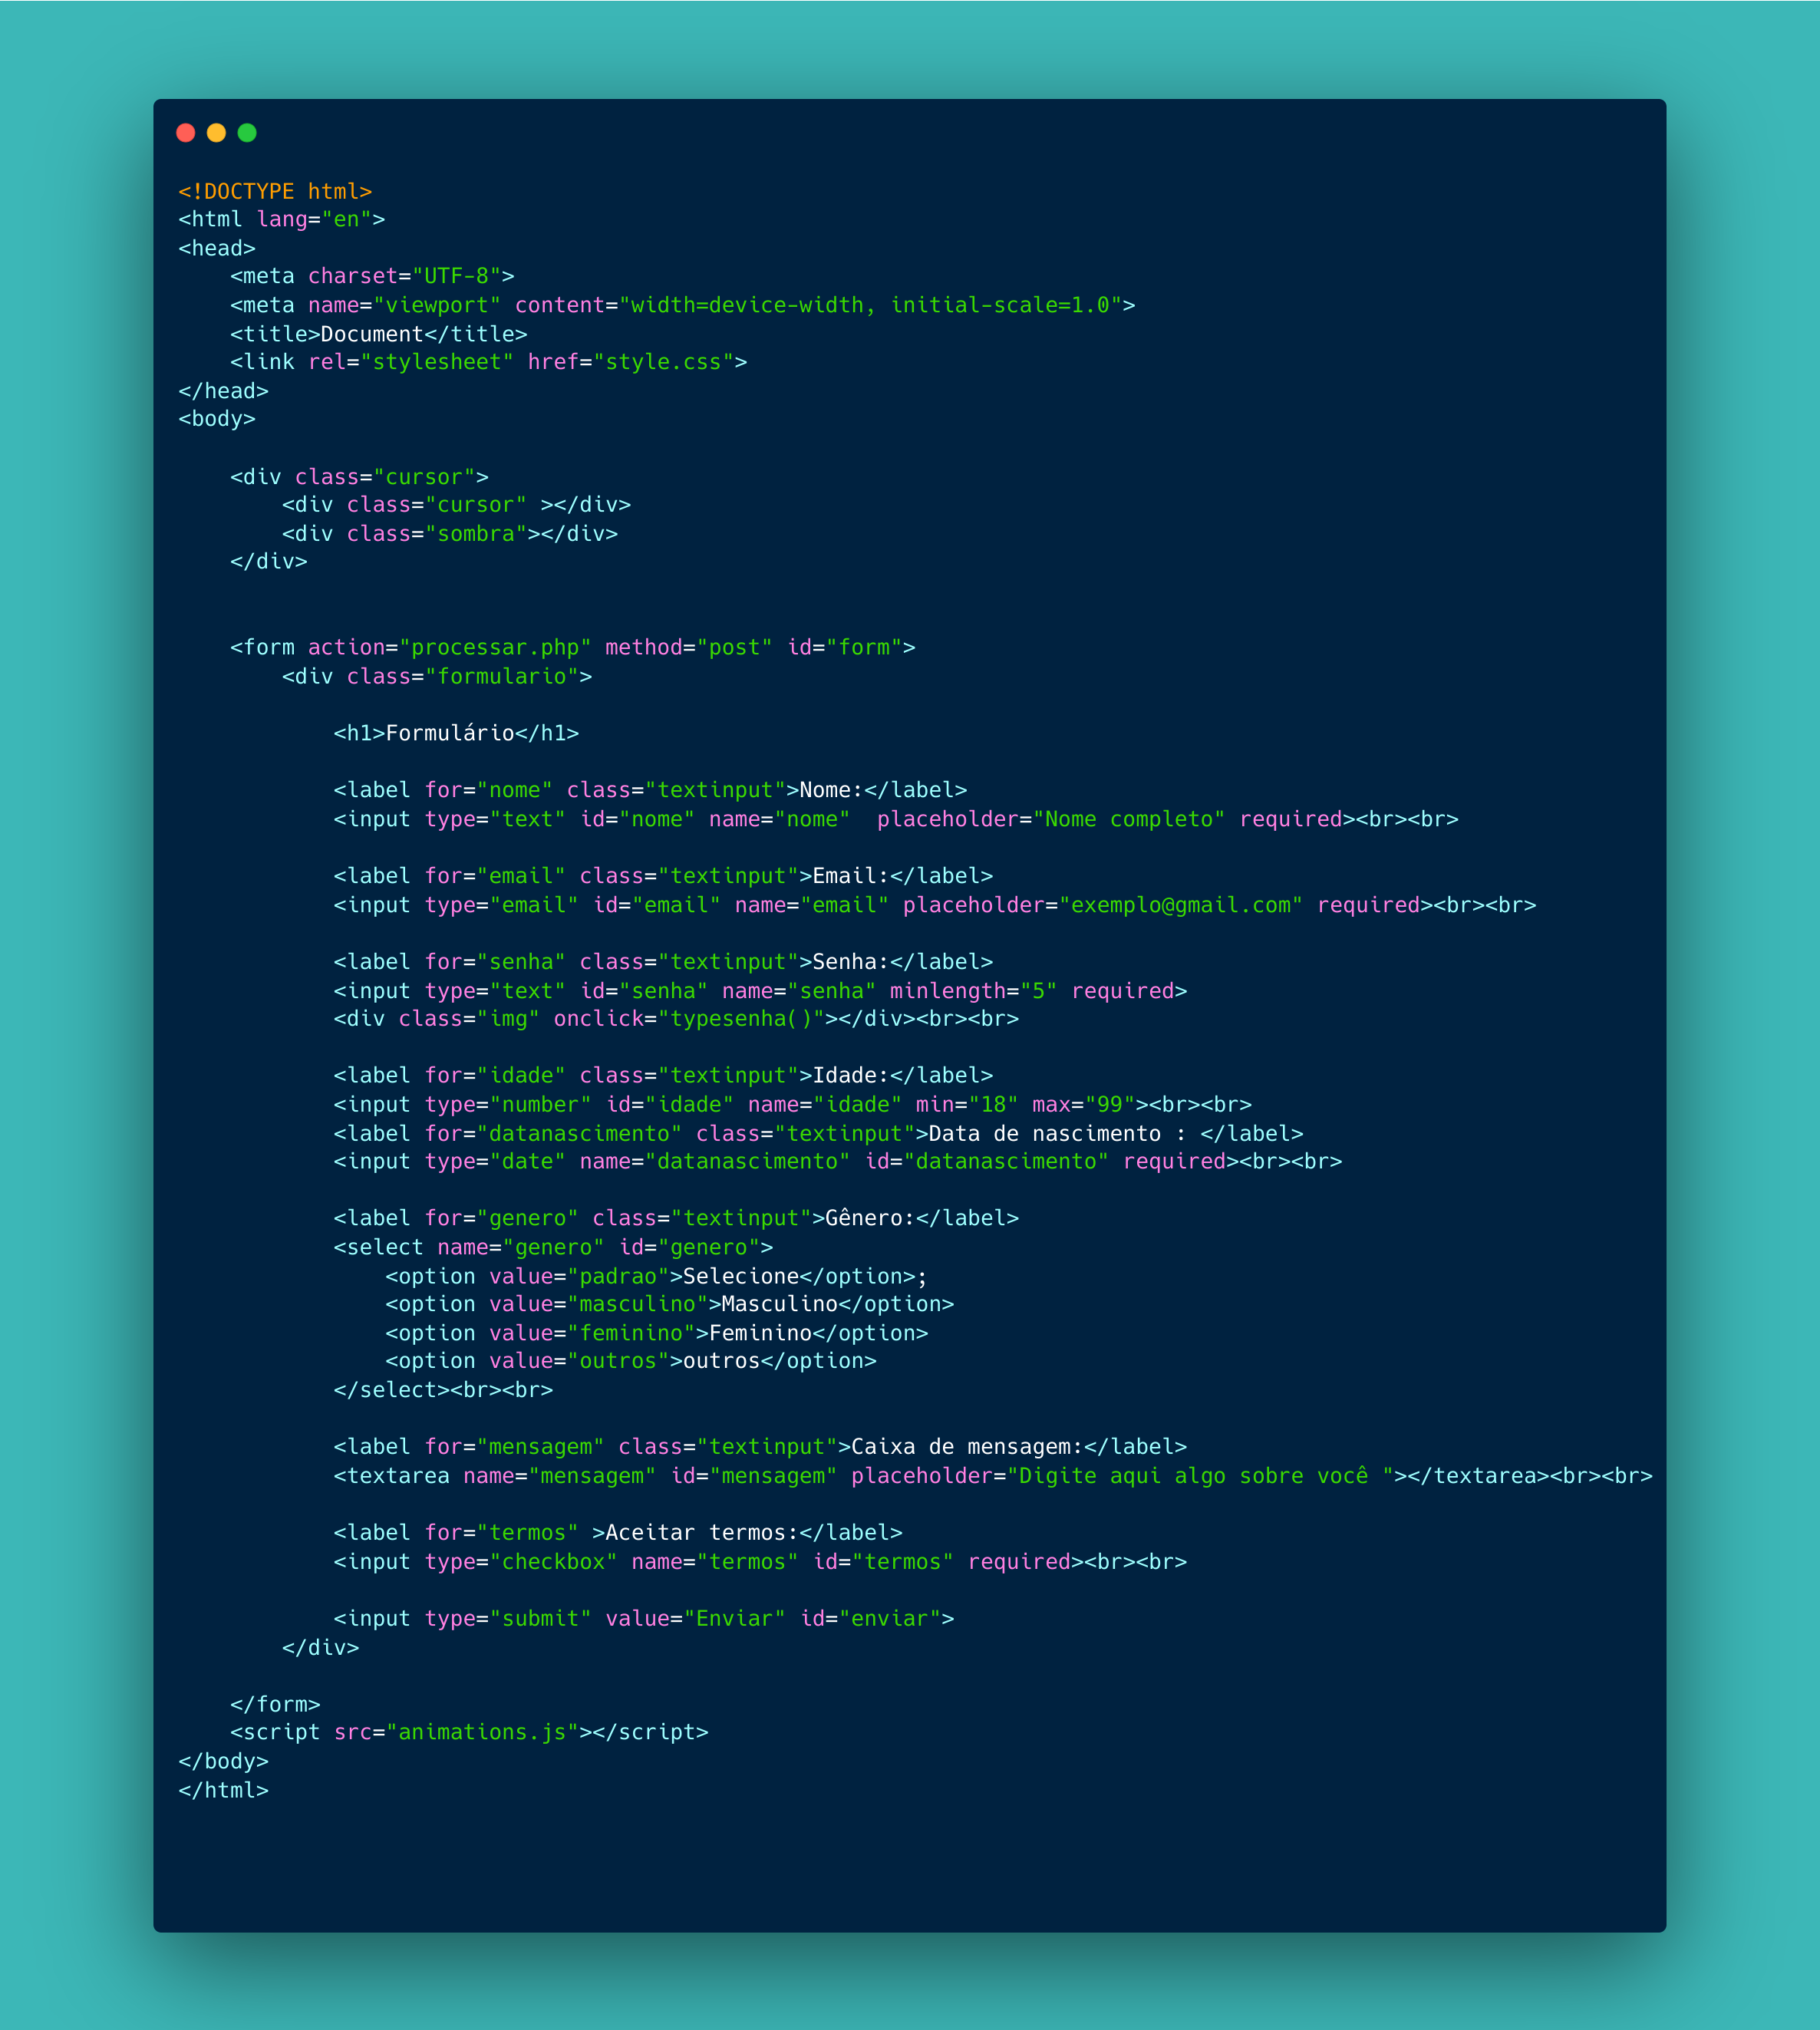 <!DOCTYPE html>
<html lang="en">
<head>
    <meta charset="UTF-8">
    <meta name="viewport" content="width=device-width, initial-scale=1.0">
    <title>Document</title>
    <link rel="stylesheet" href="style.css">
</head>
<body>

    <div class="cursor">
        <div class="cursor" ></div>
        <div class="sombra"></div>
    </div>


    <form action="processar.php" method="post" id="form">
        <div class="formulario">

            <h1>Formulário</h1>

            <label for="nome" class="textinput">Nome:</label>
            <input type="text" id="nome" name="nome"  placeholder="Nome completo" required><br><br>

            <label for="email" class="textinput">Email:</label>
            <input type="email" id="email" name="email" placeholder="exemplo@gmail.com" required><br><br>

            <label for="senha" class="textinput">Senha:</label>
            <input type="text" id="senha" name="senha" minlength="5" required>
            <div class="img" onclick="typesenha()"></div><br><br>

            <label for="idade" class="textinput">Idade:</label>
            <input type="number" id="idade" name="idade" min="18" max="99"><br><br>
            <label for="datanascimento" class="textinput">Data de nascimento : </label>
            <input type="date" name="datanascimento" id="datanascimento" required><br><br>

            <label for="genero" class="textinput">Gênero:</label>
            <select name="genero" id="genero">
                <option value="padrao">Selecione</option>;
                <option value="masculino">Masculino</option>
                <option value="feminino">Feminino</option>
                <option value="outros">outros</option>
            </select><br><br>

            <label for="mensagem" class="textinput">Caixa de mensagem:</label>
            <textarea name="mensagem" id="mensagem" placeholder="Digite aqui algo sobre você "></textarea><br><br>

            <label for="termos" >Aceitar termos:</label>
            <input type="checkbox" name="termos" id="termos" required><br><br>

            <input type="submit" value="Enviar" id="enviar">
        </div>

    </form>
    <script src="animations.js"></script>
</body>
</html>